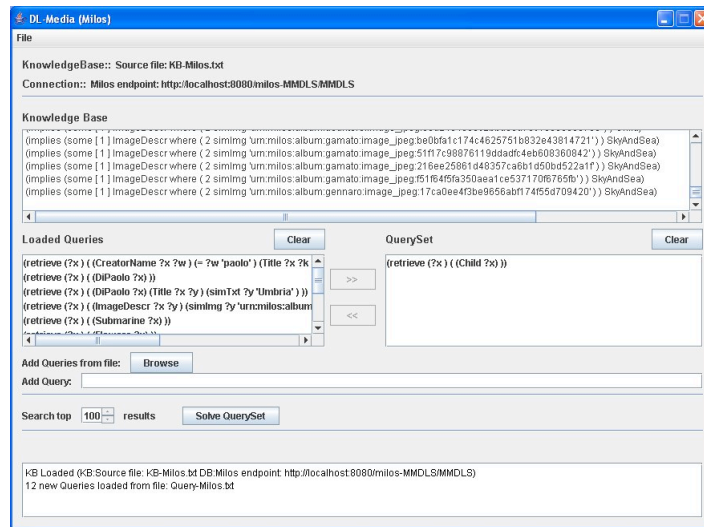 DL-Media (Milos)
File
KnowledgeBase:: Source file: KB-Milos.txt
Connection:: Milos endpoint: http://localhost:8080/milos-MMDLS/MMDLS
Knowledge Base
(implies (some [ 1 ] ImageDescr where ( 2 simImg 'urn:milos:album:gamato:image_jpeg:be0bfa1c174c4625751b832e43814721') ) SkyAndSea)
(implies (some [ 1 ] ImageDescr where ( 2 simImg 'urn:milos:album:gamato:image_jpeg:51f17c98876119ddadfc4eb608360842') ) SkyAndSea)
(implies (some [ 1 ] ImageDescr where ( 2 simImg 'urn:milos:album:gamato:image_jpeg:216ee25861d48357ca6b1d50bd522a1f') ) SkyAndSea)
(implies (some [ 1 ] ImageDescr where ( 2 simImg 'urn:milos:album:gamato:image_jpeg:f51f64f5fa350aea1ce537170f6765fb') ) SkyAndSea)
(implies (some [ 1 ] ImageDescr where ( 2 simImg 'urn:milos:album:gennaro:image_jpeg:17ca0ee4f3be9656abf174f55d709420') ) SkyAndSea)
Loaded Queries Clear QuerySet Clear
(retrieve (?x ) ( (CreatorName ?x ?w ) (= ?w 'paolo' ) (Title ?x ?k (retrieve (?x ) ( (Child ?x) ))
(retrieve (?x ) ( (DiPaolo ?x) ))
(retrieve (?x ) ( (DiPaolo ?x) (Title ?x ?y ) (simTxt ?y 'Umbria' ) ))
(retrieve (?x ) ( (ImageDescr ?x ?y ) (simImg ?y 'urn:milos:album
(retrieve (?x ) ( (Submarine ?x) ))
>>
<<
Add Queries from file: Browse
Add Query:
Search top 100 results Solve QuerySet
KB Loaded (KB:Source file: KB-Milos.txt DB:Milos endpoint: http://localhost:8080/milos-MMDLS/MMDLS)
12 new Queries loaded from file: Query-Milos.txt